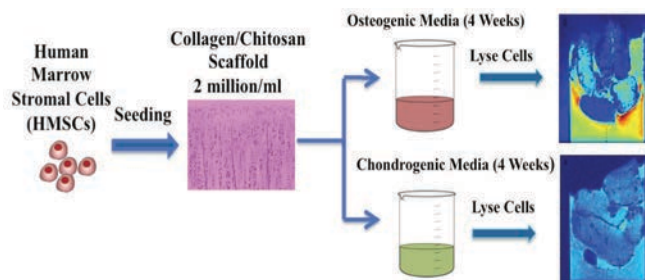 Human
Marrow
Stromal Cells
(HMSCs)
Seeding
Collagen/Chitosan
Scaffold
2 million/ml
Osteogenic Media (4 Weeks)
Lyse Cells
Chondrogenic Media (4 Weeks)
Lyse Cells